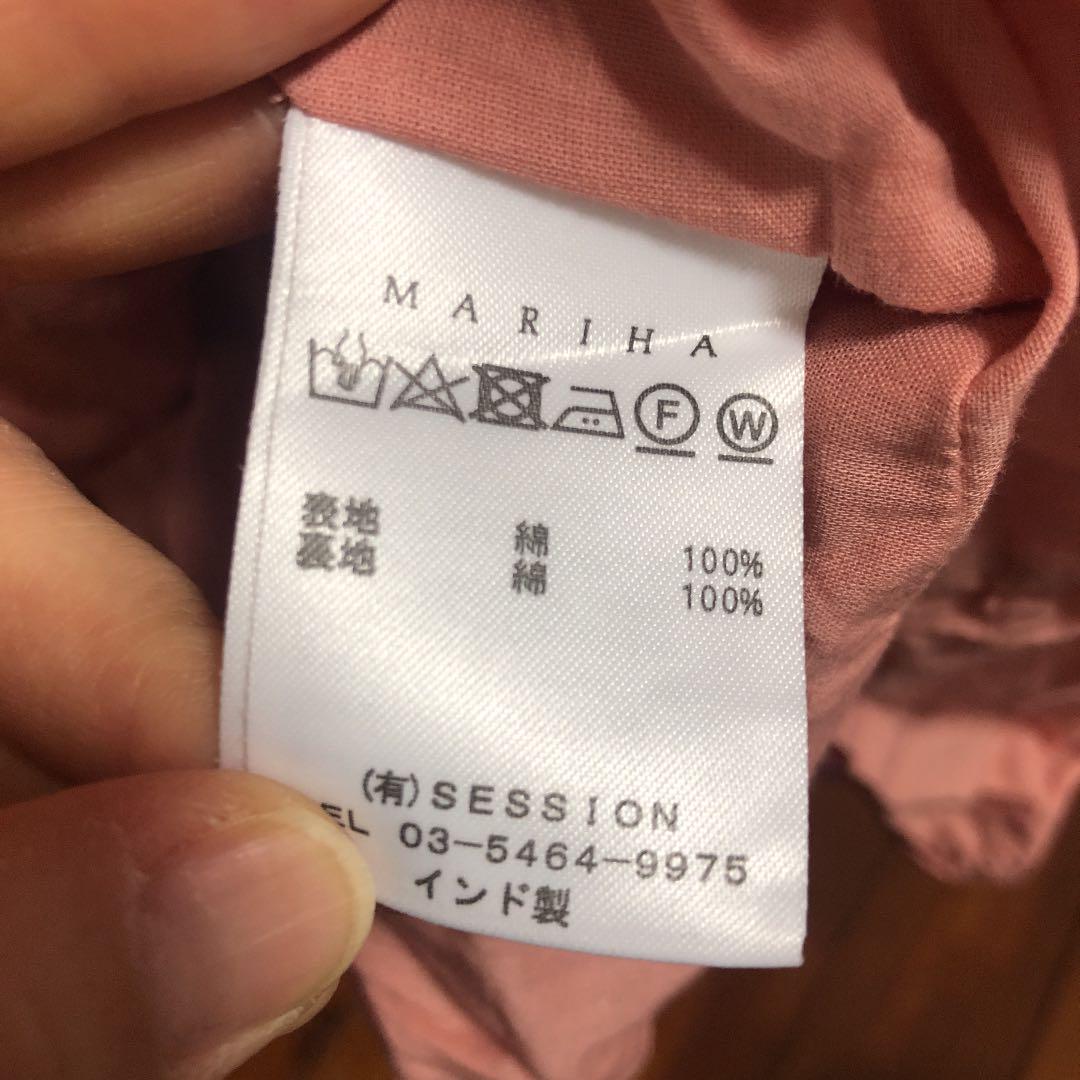 MARIHA
F W
表地 綿 100%
裏地 綿 100%
(有)SESSION
EL 03-5464-9975
インド製